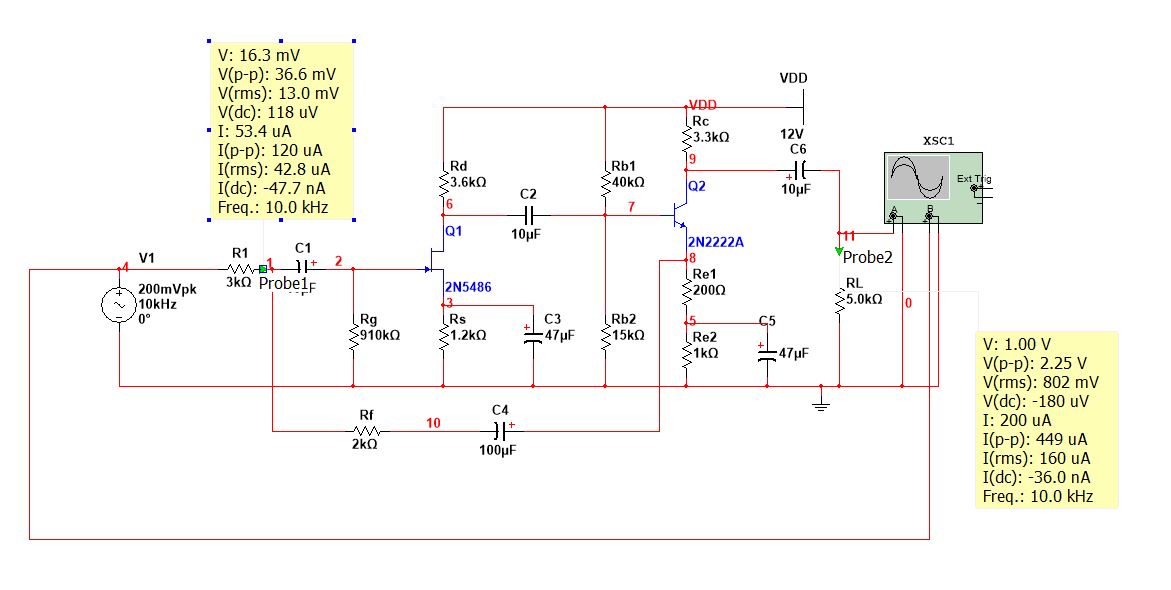 V: 16.3 mV
V(p-p): 36.6 mV
V(rms): 13.0 mV
V(dc): 118 uV
I: 53.4 uA
I(p-p): 120 uA
I(rms): 42.8 uA
I(dc): -47.7 nA
Freq.: 10.0 kHz
VDD
12V
VDD
Rc
3.3kΩ
9
C6
+
10µF
XSC1
Ext Trig
+
A
B
+
+
Rd
3.6kΩ
6
C2
10µF
Rb1
40kΩ
7
Q2
2N2222A
8
Q1
2N5486
3
11
Probe2
4
V1
200mVpk
10kHz
0°
R1
3kΩ
1
Probe1
C1
+
2
Rg
910kΩ
Rs
1.2kΩ
+
C3
47µF
Rb2
15kΩ
Re1
200Ω
5
Re2
1kΩ
C5
+
47µF
RL
5.0kΩ
0
Rf
2kΩ
10
C4
+
100µF
V: 1.00 V
V(p-p): 2.25 V
V(rms): 802 mV
V(dc): -180 uV
I: 200 uA
I(p-p): 449 uA
I(rms): 160 uA
I(dc): -36.0 nA
Freq.: 10.0 kHz